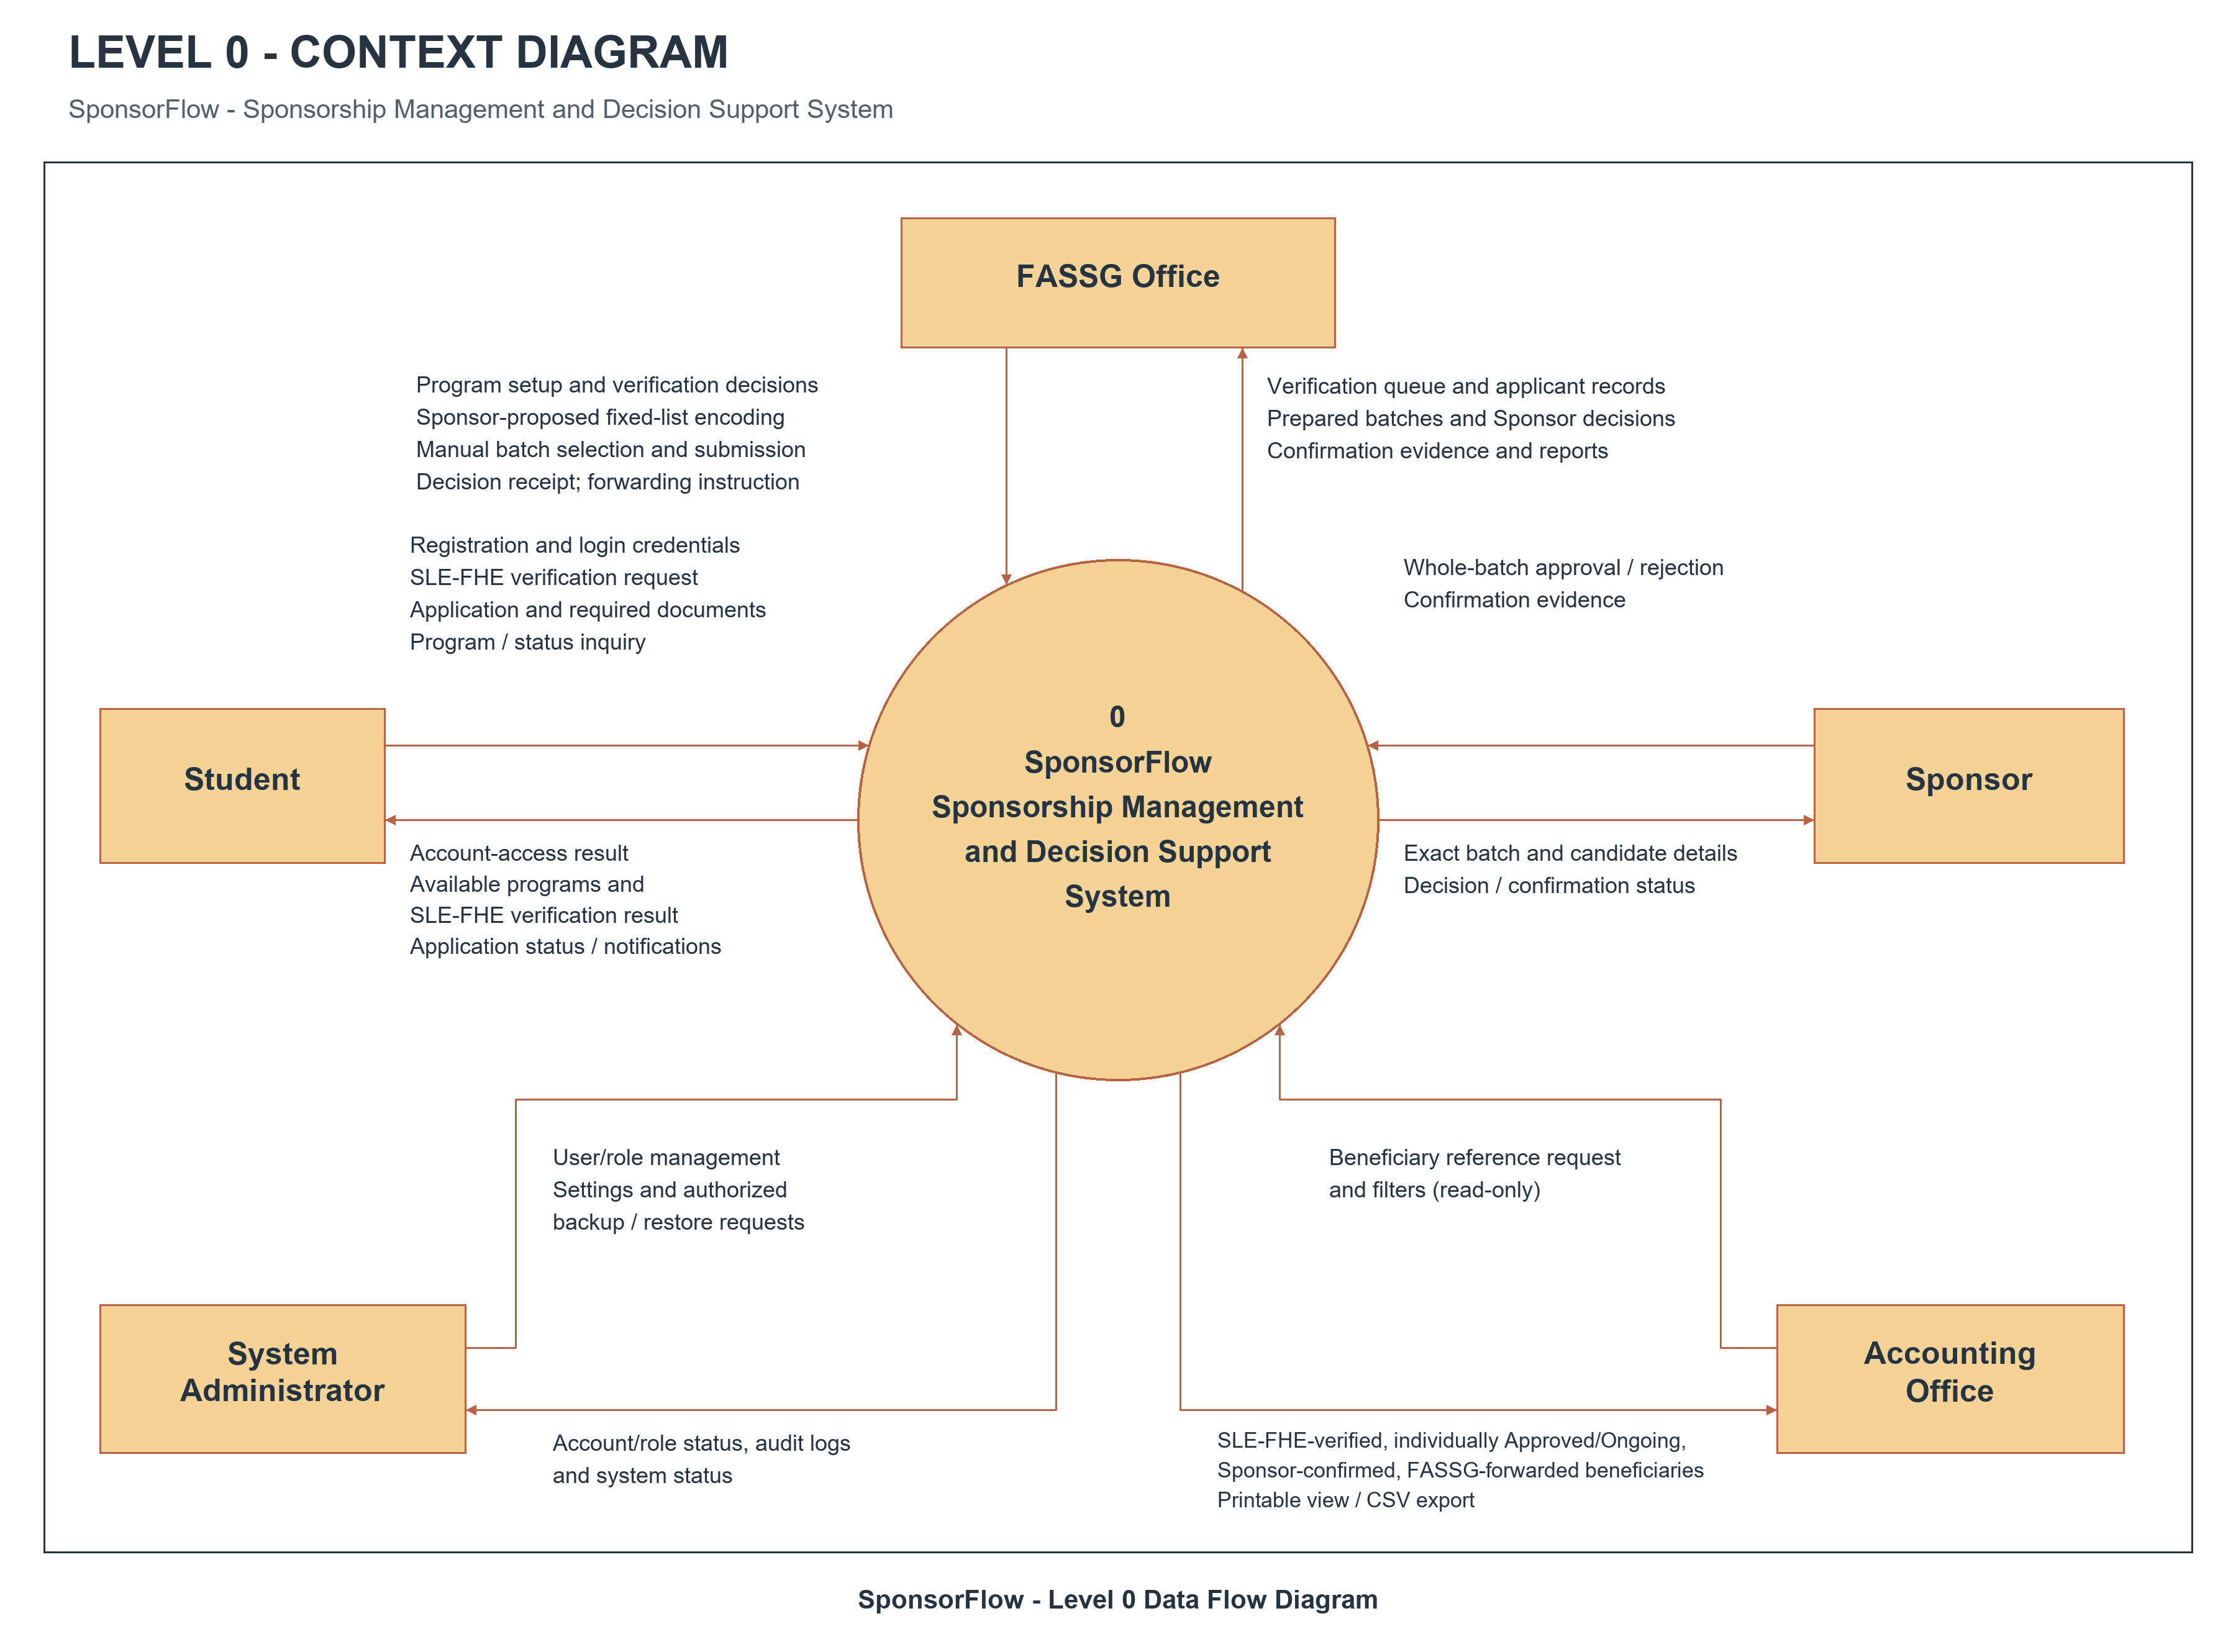 LEVEL 0 - CONTEXT DIAGRAM
SponsorFlow - Sponsorship Management and Decision Support System
FASSG Office
Program setup and verification decisions
Sponsor-proposed fixed-list encoding
Manual batch selection and submission
Decision receipt; forwarding instruction
Verification queue and applicant records
Prepared batches and Sponsor decisions
Confirmation evidence and reports
Registration and login credentials
SLE-FHE verification request
Application and required documents
Program / status inquiry
Whole-batch approval / rejection
Confirmation evidence
Student
0
SponsorFlow
Sponsorship Management
and Decision Support
System
Sponsor
Account-access result
Available programs and
SLE-FHE verification result
Application status / notifications
Exact batch and candidate details
Decision / confirmation status
User/role management
Settings and authorized
backup / restore requests
Beneficiary reference request
and filters (read-only)
System
Administrator
Accounting
Office
Account/role status, audit logs
and system status
SLE-FHE-verified, individually Approved/Ongoing,
Sponsor-confirmed, FASSG-forwarded beneficiaries
Printable view / CSV export
SponsorFlow - Level 0 Data Flow Diagram